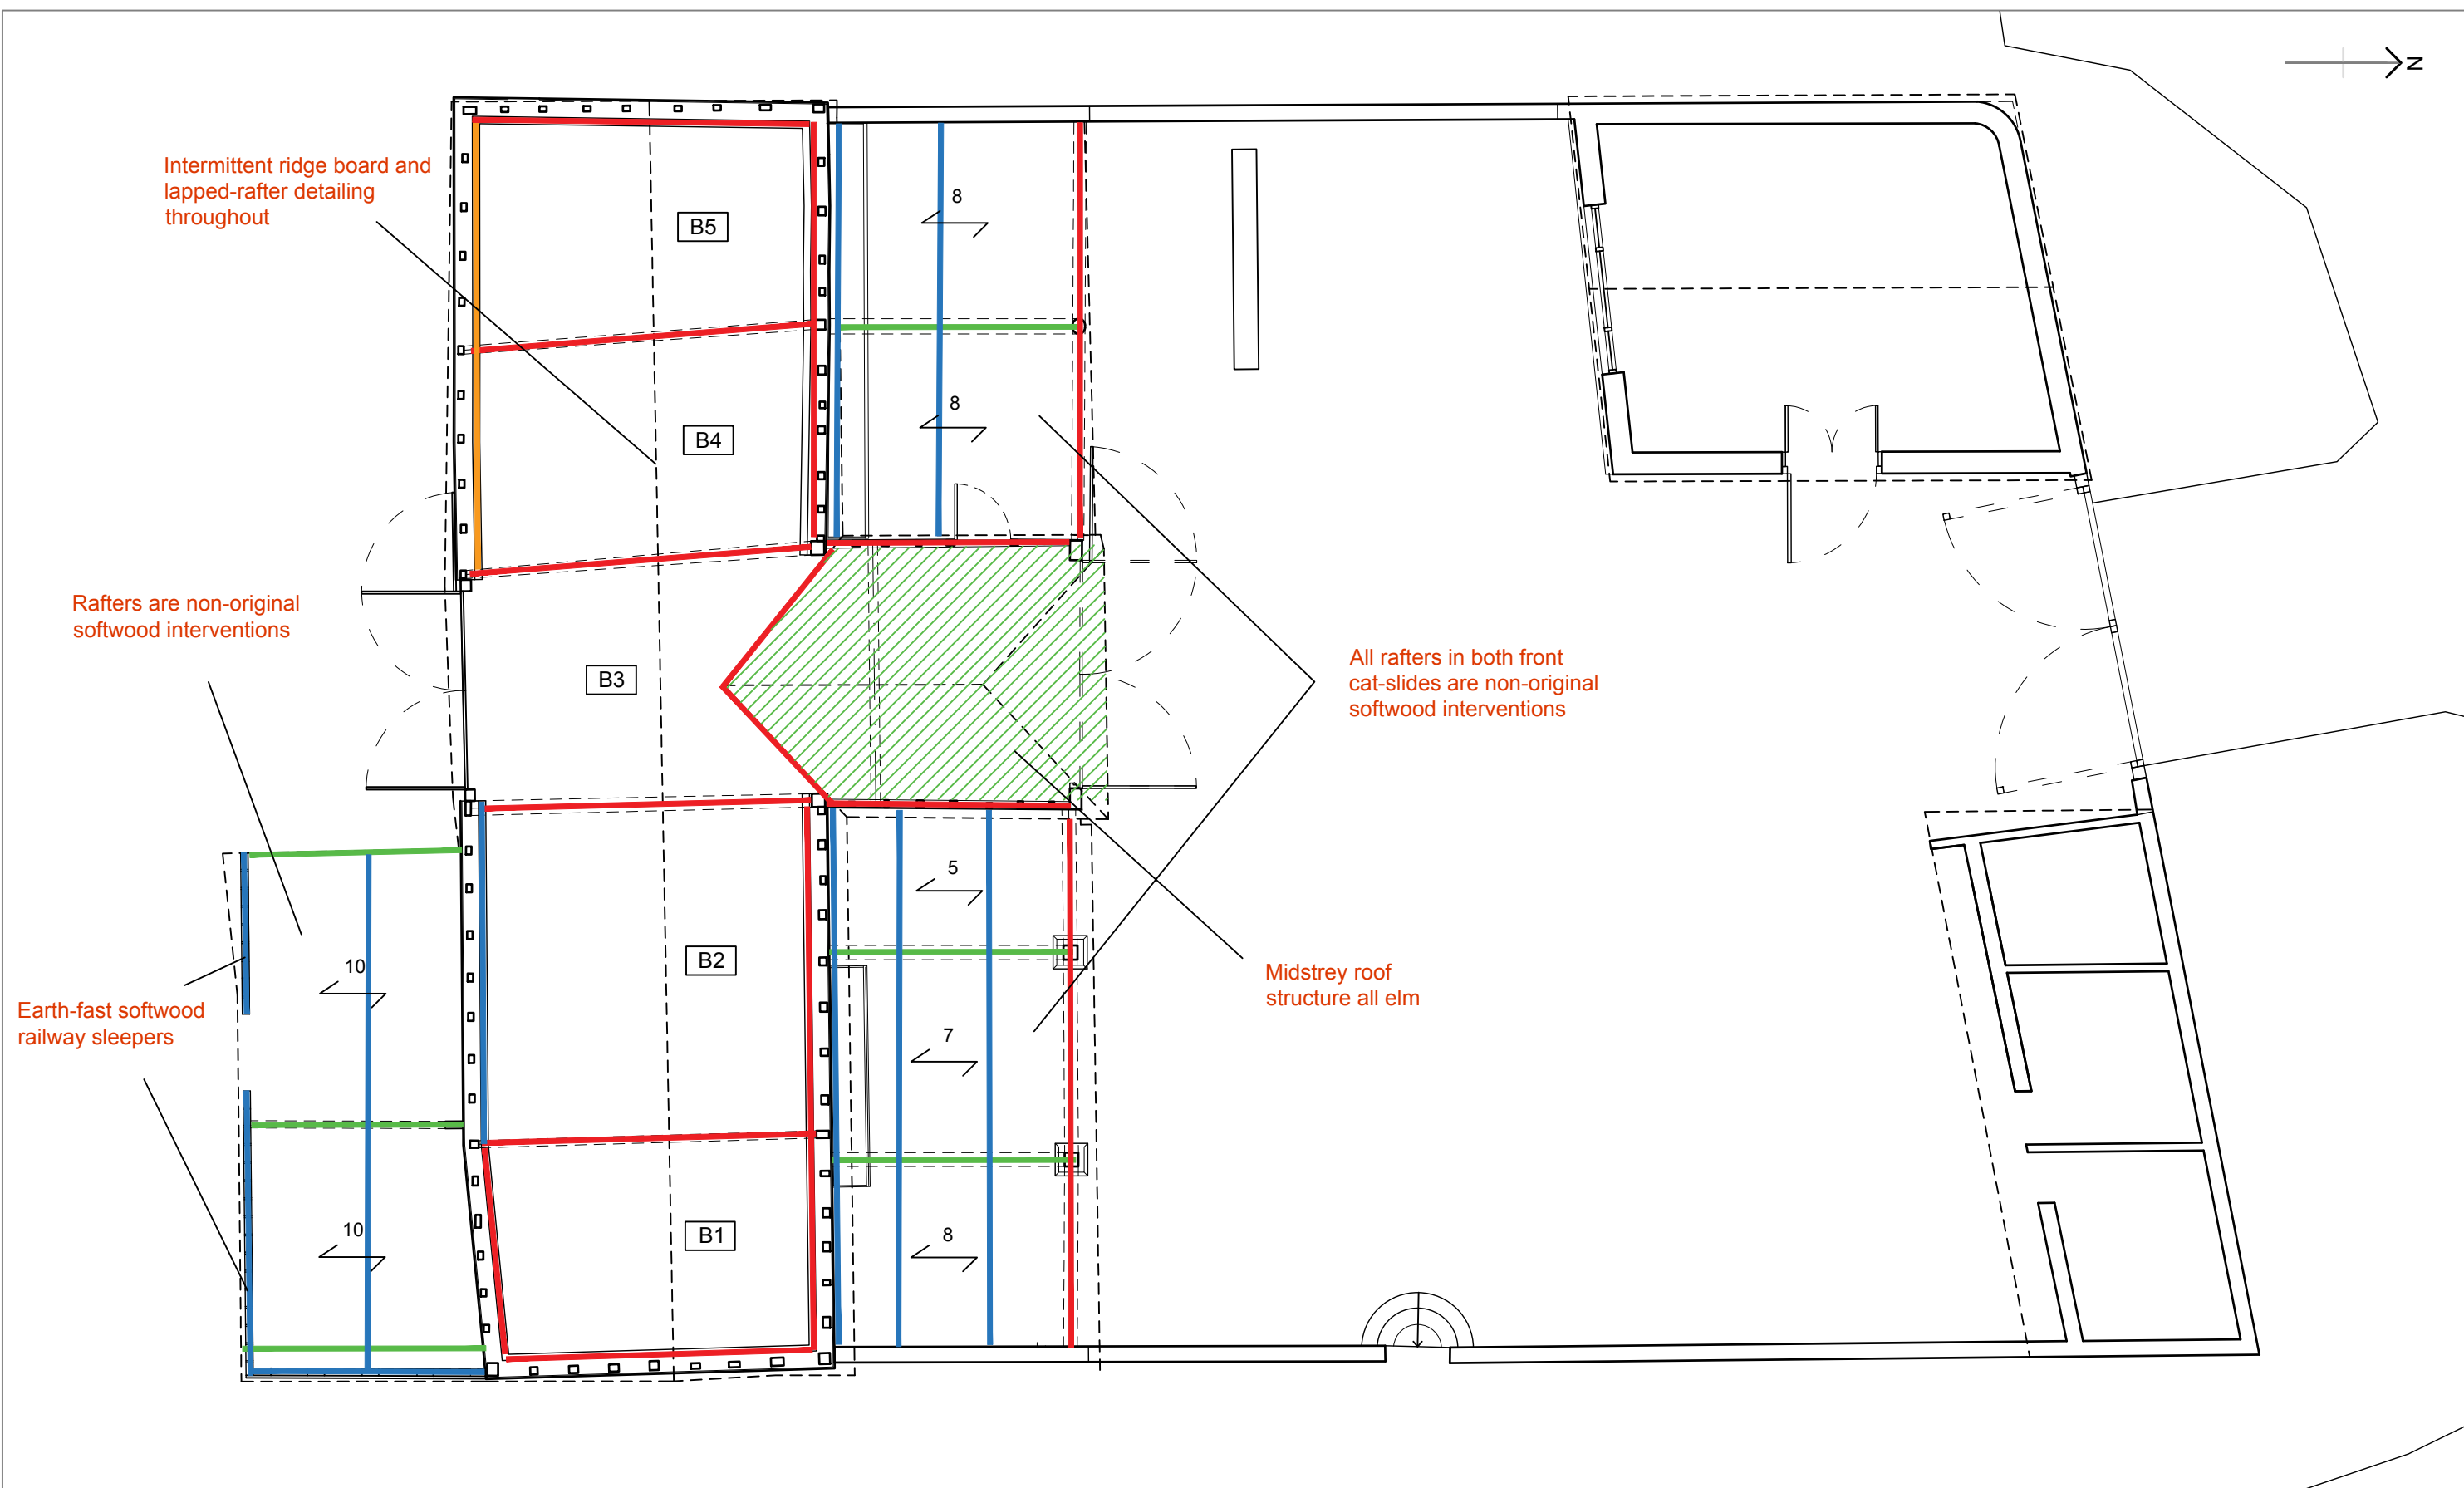 N
Intermittent ridge board and
lapped-rafter detailing
throughout
B5
8
B4
8
Rafters are non-original
softwood interventions
B3
All rafters in both front
cat-slides are non-original
softwood interventions
5
B2
10
Midstrey roof
structure all elm
Earth-fast softwood
railway sleepers
7
B1
10
8